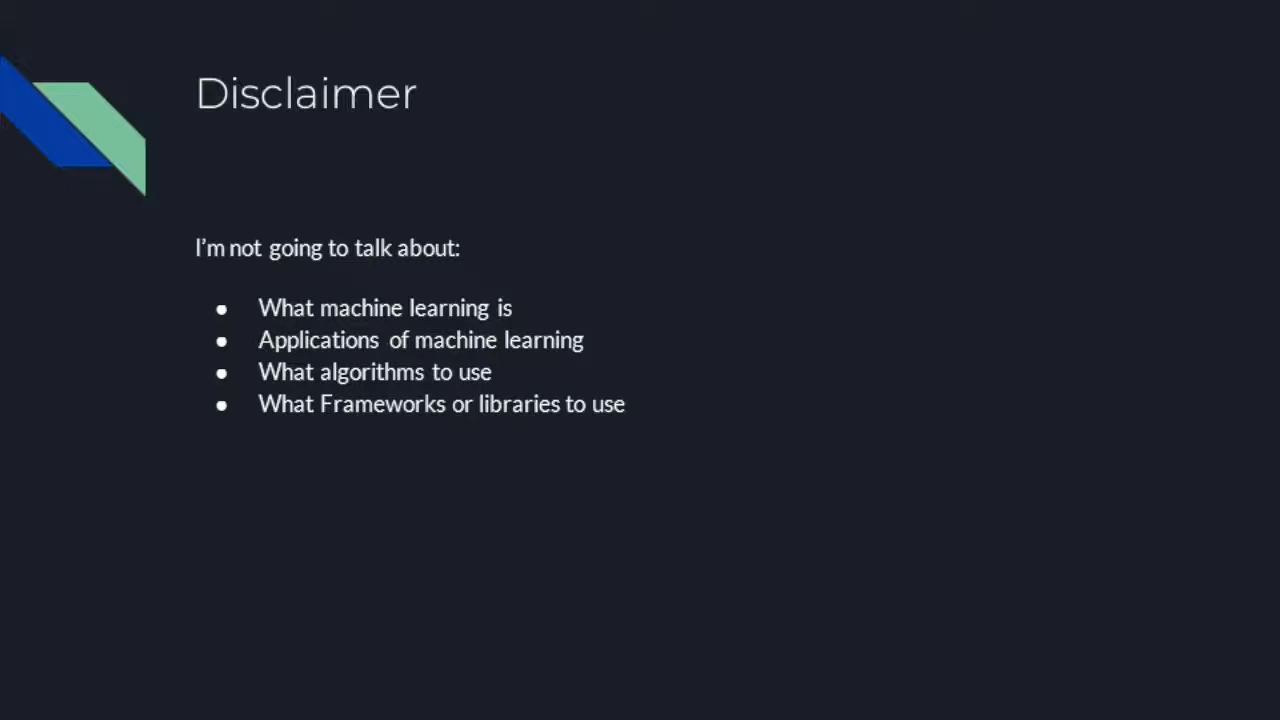 Disclaimer
I'm not going to talk about:
● What machine learning is
● Applications of machine learning
● What algorithms to use
● What Frameworks or libraries to use